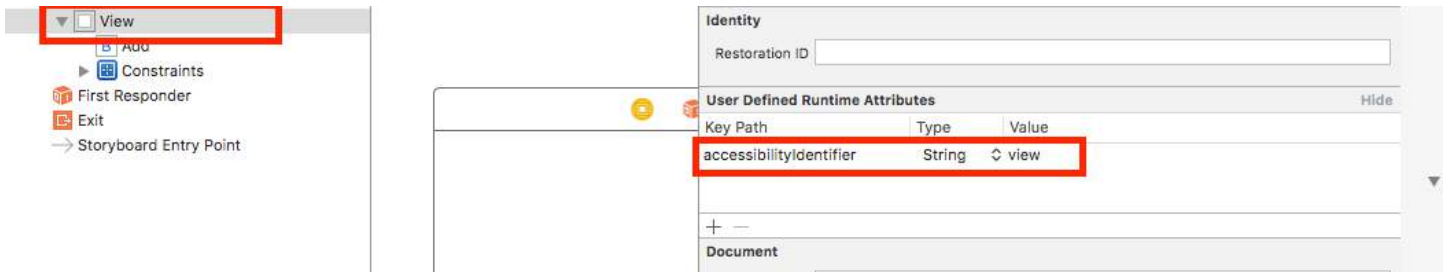 View
B Add
Constraints
First Responder
Exit
Storyboard Entry Point
Identity
Restoration ID
User Defined Runtime Attributes Hide
Key Path Type Value
accessibilityIdentifier String view
Document